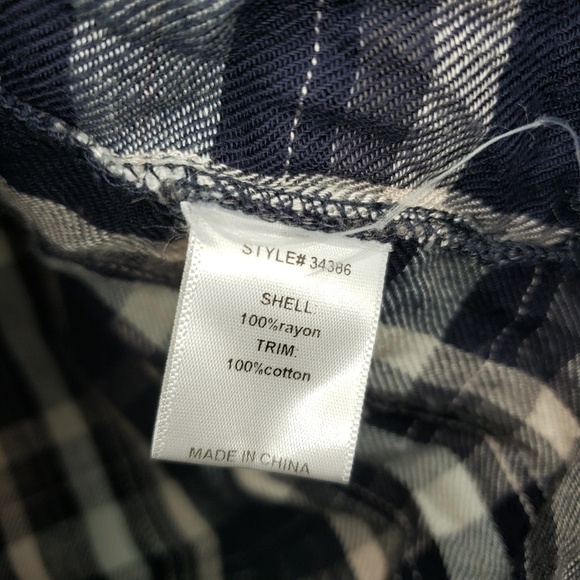 STYLE# 34386
SHELL:
100%rayon
TRIM:
100%cotton
MADE IN CHINA